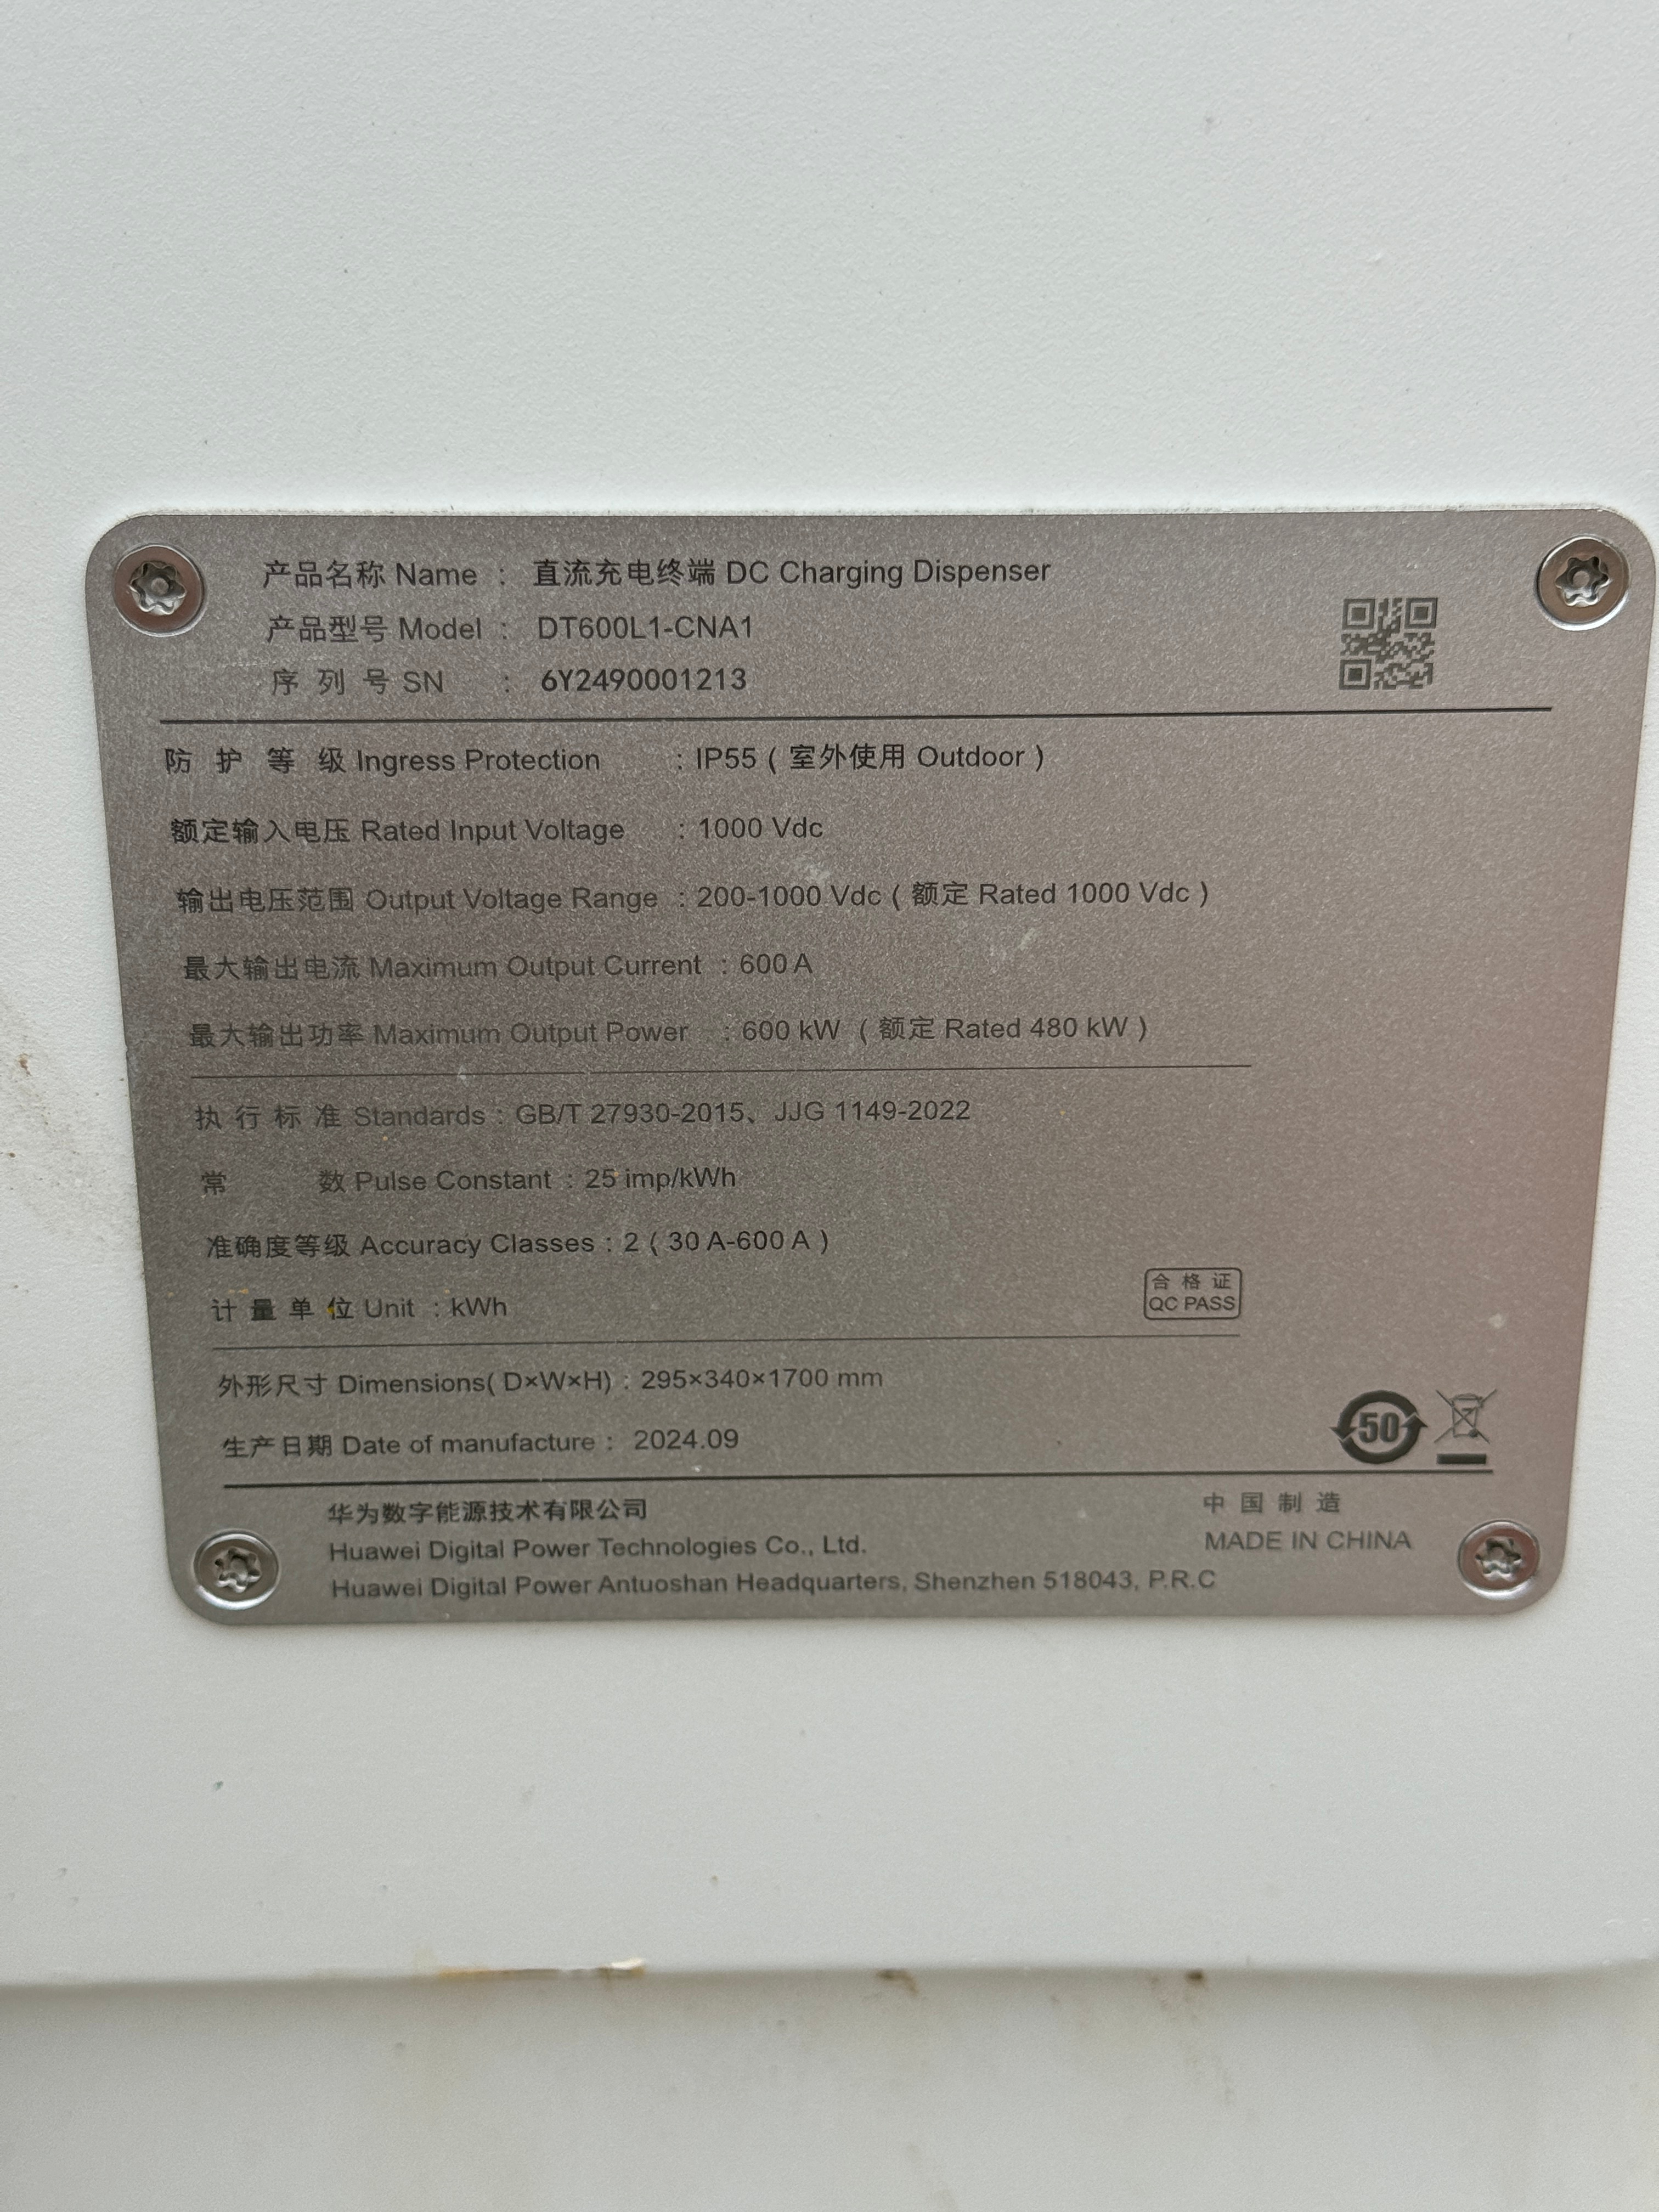 产品名称 Name : 直流充电终端 DC Charging Dispenser
产品型号 Model : DT600L1-CNA1
序列号 SN : 6Y2490001213
防护等级 Ingress Protection : IP55 ( 室外使用 Outdoor )
额定输入电压 Rated Input Voltage : 1000 Vdc
输出电压范围 Output Voltage Range : 200-1000 Vdc ( 额定 Rated 1000 Vdc )
最大输出电流 Maximum Output Current : 600 A
最大输出功率 Maximum Output Power : 600 kW ( 额定 Rated 480 kW )
执行标准 Standards : GB/T 27930-2015、JJG 1149-2022
常数 Pulse Constant : 25 imp/kWh
准确度等级 Accuracy Classes : 2 ( 30 A-600 A )
计量单位 Unit : kWh
合格证
QC PASS
外形尺寸 Dimensions( D×W×H) : 295×340×1700 mm
生产日期 Date of manufacture : 2024.09
50
华为数字能源技术有限公司
Huawei Digital Power Technologies Co., Ltd.
Huawei Digital Power Antuoshan Headquarters, Shenzhen 518043, P.R.C
中国制造
MADE IN CHINA